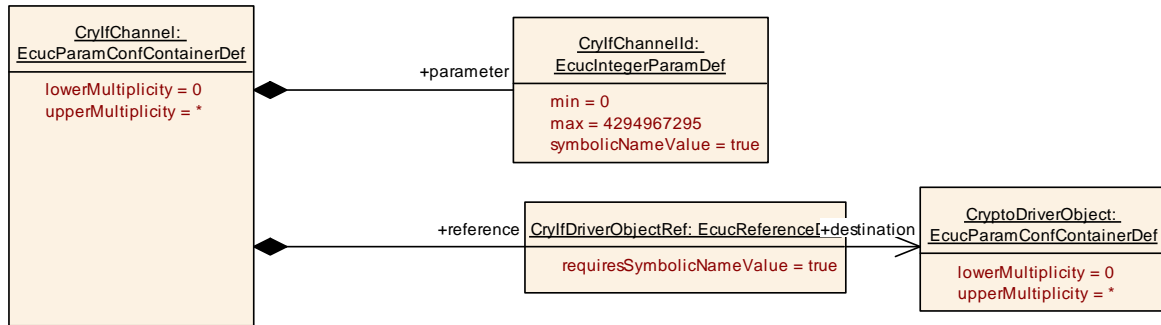 CryIfChannel:
EcucParamConfContainerDef
lowerMultiplicity = 0
upperMultiplicity = *
+parameter
CryIfChannelId:
EcucIntegerParamDef
min = 0
max = 4294967295
symbolicNameValue = true
+reference
CryIfDriverObjectRef: EcucReference
requiresSymbolicNameValue = true
+destination
CryptoDriverObject:
EcucParamConfContainerDef
lowerMultiplicity = 0
upperMultiplicity = *